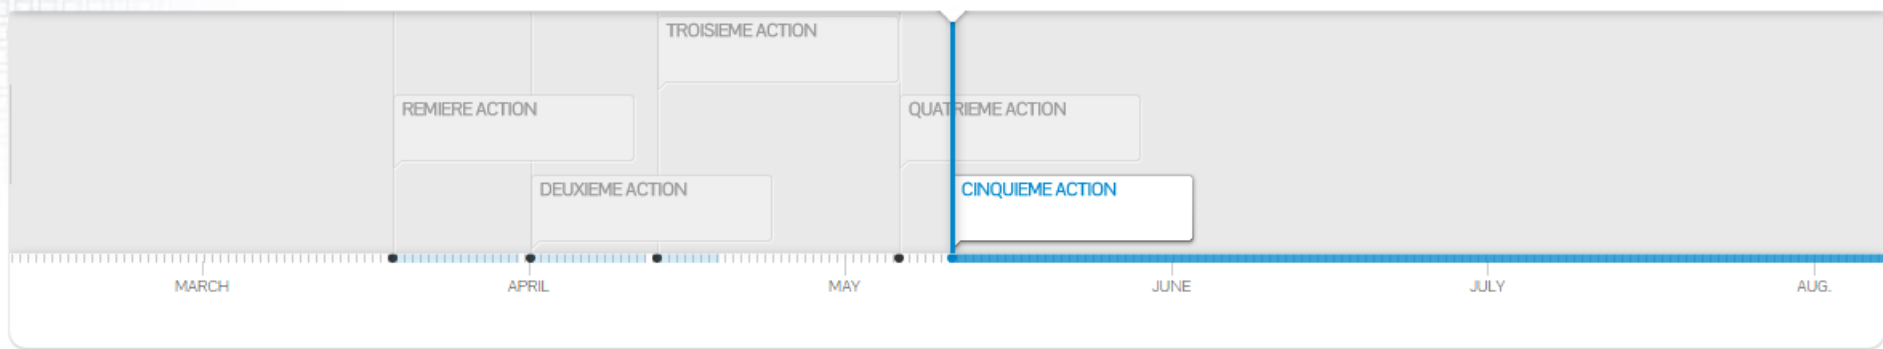 TROISIEME ACTION
REMIERE ACTION
QUATRIEME ACTION
DEUXIEME ACTION
CINQUIEME ACTION
MARCH
APRIL
MAY
JUNE
JULY
AUG.